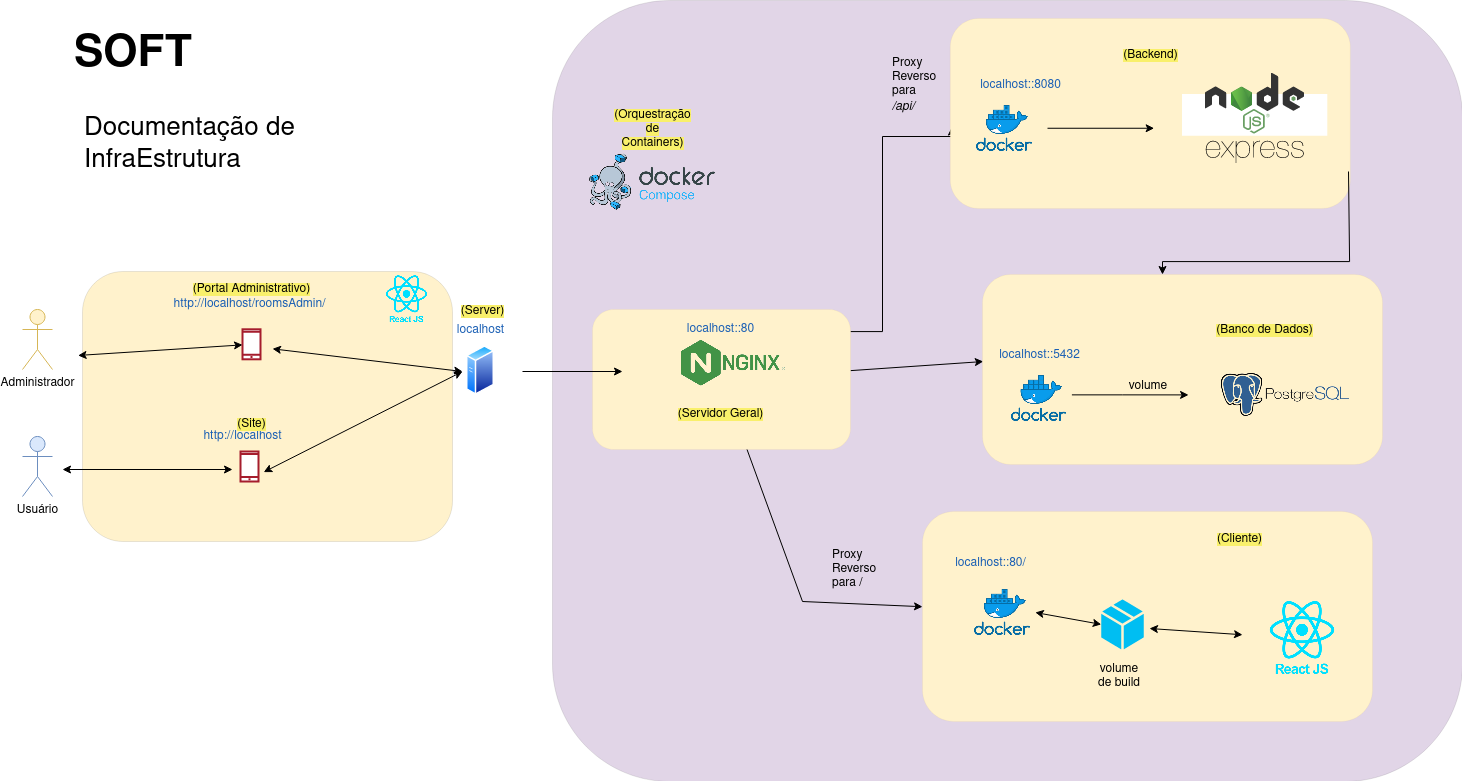 SOFT
Documentação de
InfraEstrutura
(Orquestração
de
Containers)
docker
Compose
Proxy
Reverso
para
/api/
(Backend)
localhost::8080
docker
node
JS
express
(Portal Administrativo)
http://localhost/roomsAdmin/
React JS
Administrador
(Site)
http://localhost
Usuário
(Server)
localhost
localhost::80
N
NGINX
(Servidor Geral)
(Banco de Dados)
localhost::5432
docker
volume
PostgreSQL
Proxy
Reverso
para /
(Cliente)
localhost::80/
docker
volume
de build
React JS